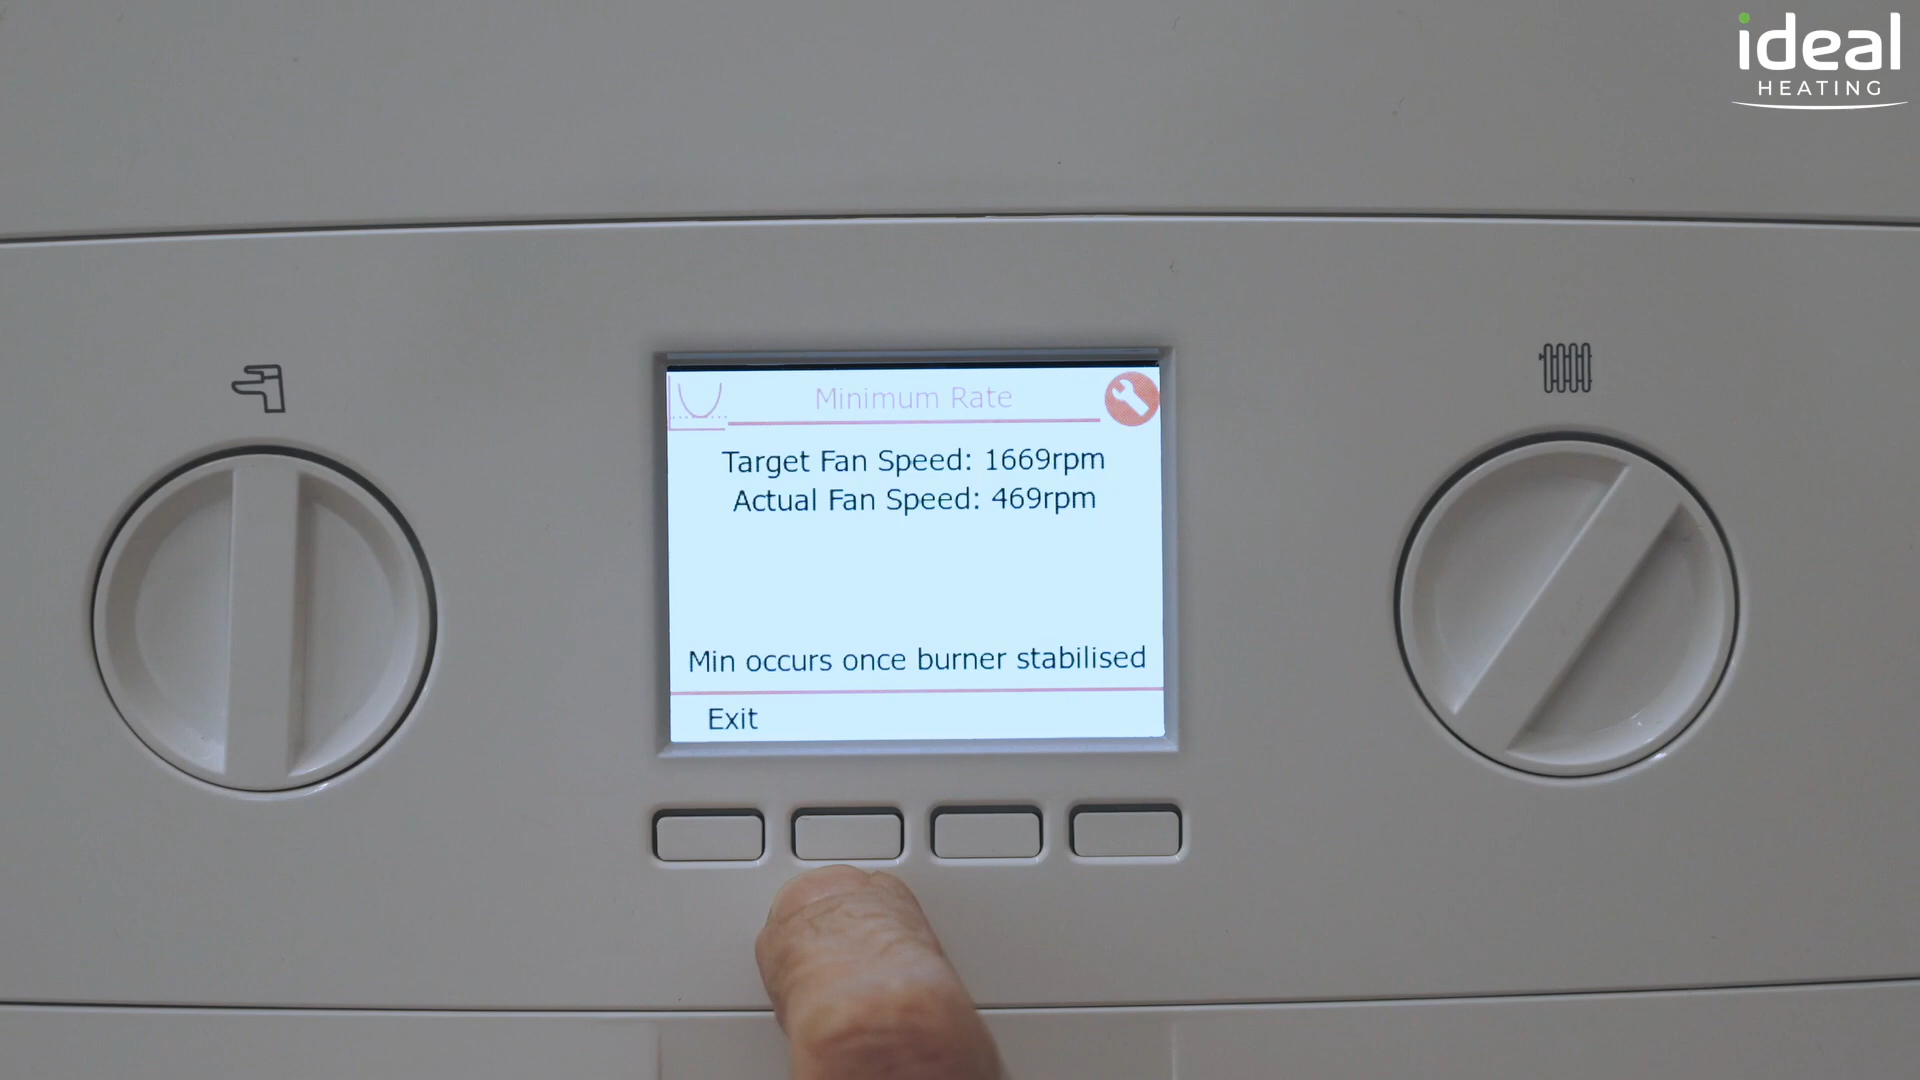 ideal
HEATING
Minimum Rate
Target Fan Speed: 1669rpm
Actual Fan Speed: 469rpm
Min occurs once burner stabilised
Exit